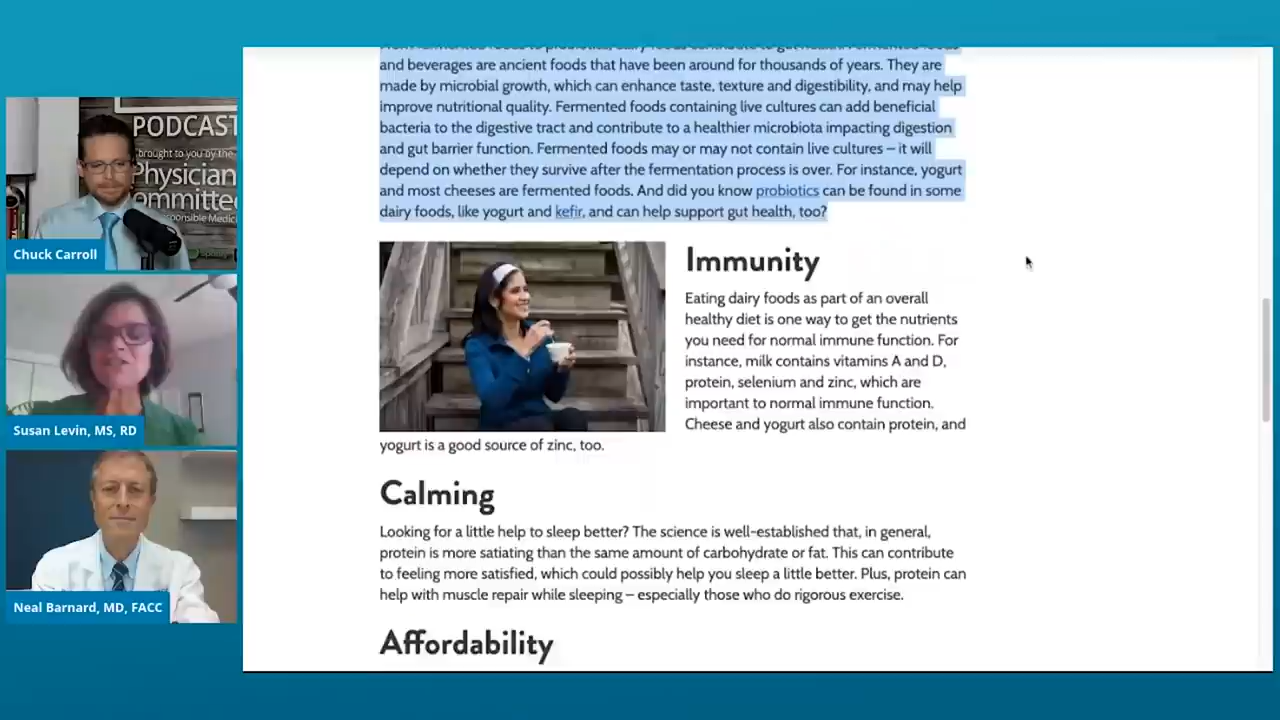 PODCAST
brought to you by the
Physician
ommittee
esponsible Medic
Chuck Carroll
Susan Levin, MS, RD
Neal Barnard, MD, FACC
and beverages are ancient foods that have been around for thousands of years. They are
made by microbial growth, which can enhance taste, texture and digestibility, and may help
improve nutritional quality. Fermented foods containing live cultures can add beneficial
bacteria to the digestive tract and contribute to a healthier microbiota impacting digestion
and gut barrier function. Fermented foods may or may not contain live cultures – it will
depend on whether they survive after the fermentation process is over. For instance, yogurt
and most cheeses are fermented foods. And did you know probiotics can be found in some
dairy foods, like yogurt and kefir, and can help support gut health, too?
Immunity
Eating dairy foods as part of an overall
healthy diet is one way to get the nutrients
you need for normal immune function. For
instance, milk contains vitamins A and D,
protein, selenium and zinc, which are
important to normal immune function.
Cheese and yogurt also contain protein, and
yogurt is a good source of zinc, too.
Calming
Looking for a little help to sleep better? The science is well-established that, in general,
protein is more satiating than the same amount of carbohydrate or fat. This can contribute
to feeling more satisfied, which could possibly help you sleep a little better. Plus, protein can
help with muscle repair while sleeping – especially those who do rigorous exercise.
Affordability